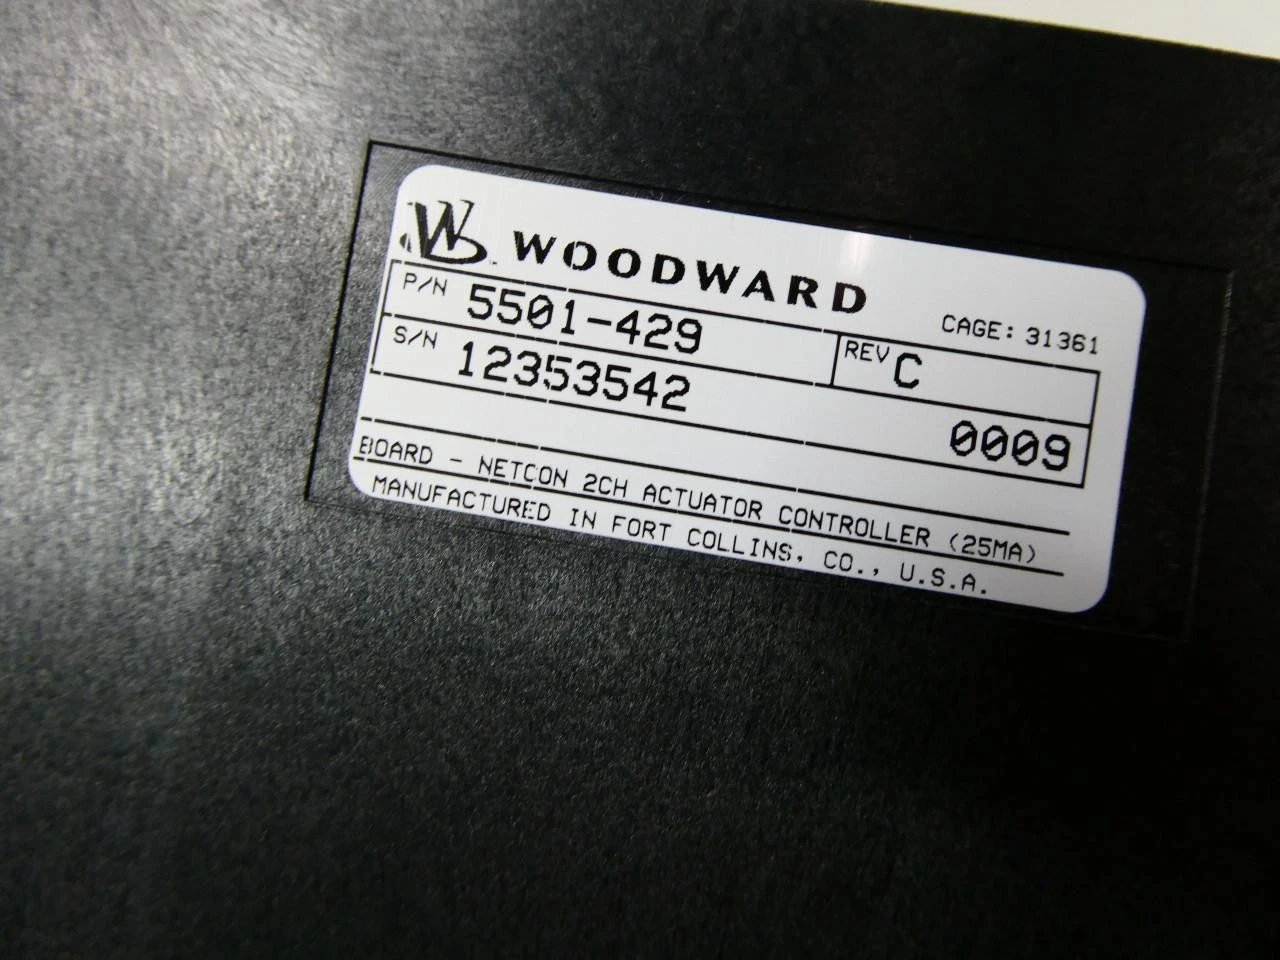 WOODWARD
CAGE: 31361
P/N 5501-429 REV C
S/N 12353542 0009
BOARD - NETCON 2CH ACTUATOR CONTROLLER (25MA)
MANUFACTURED IN FORT COLLINS, CO., U.S.A.